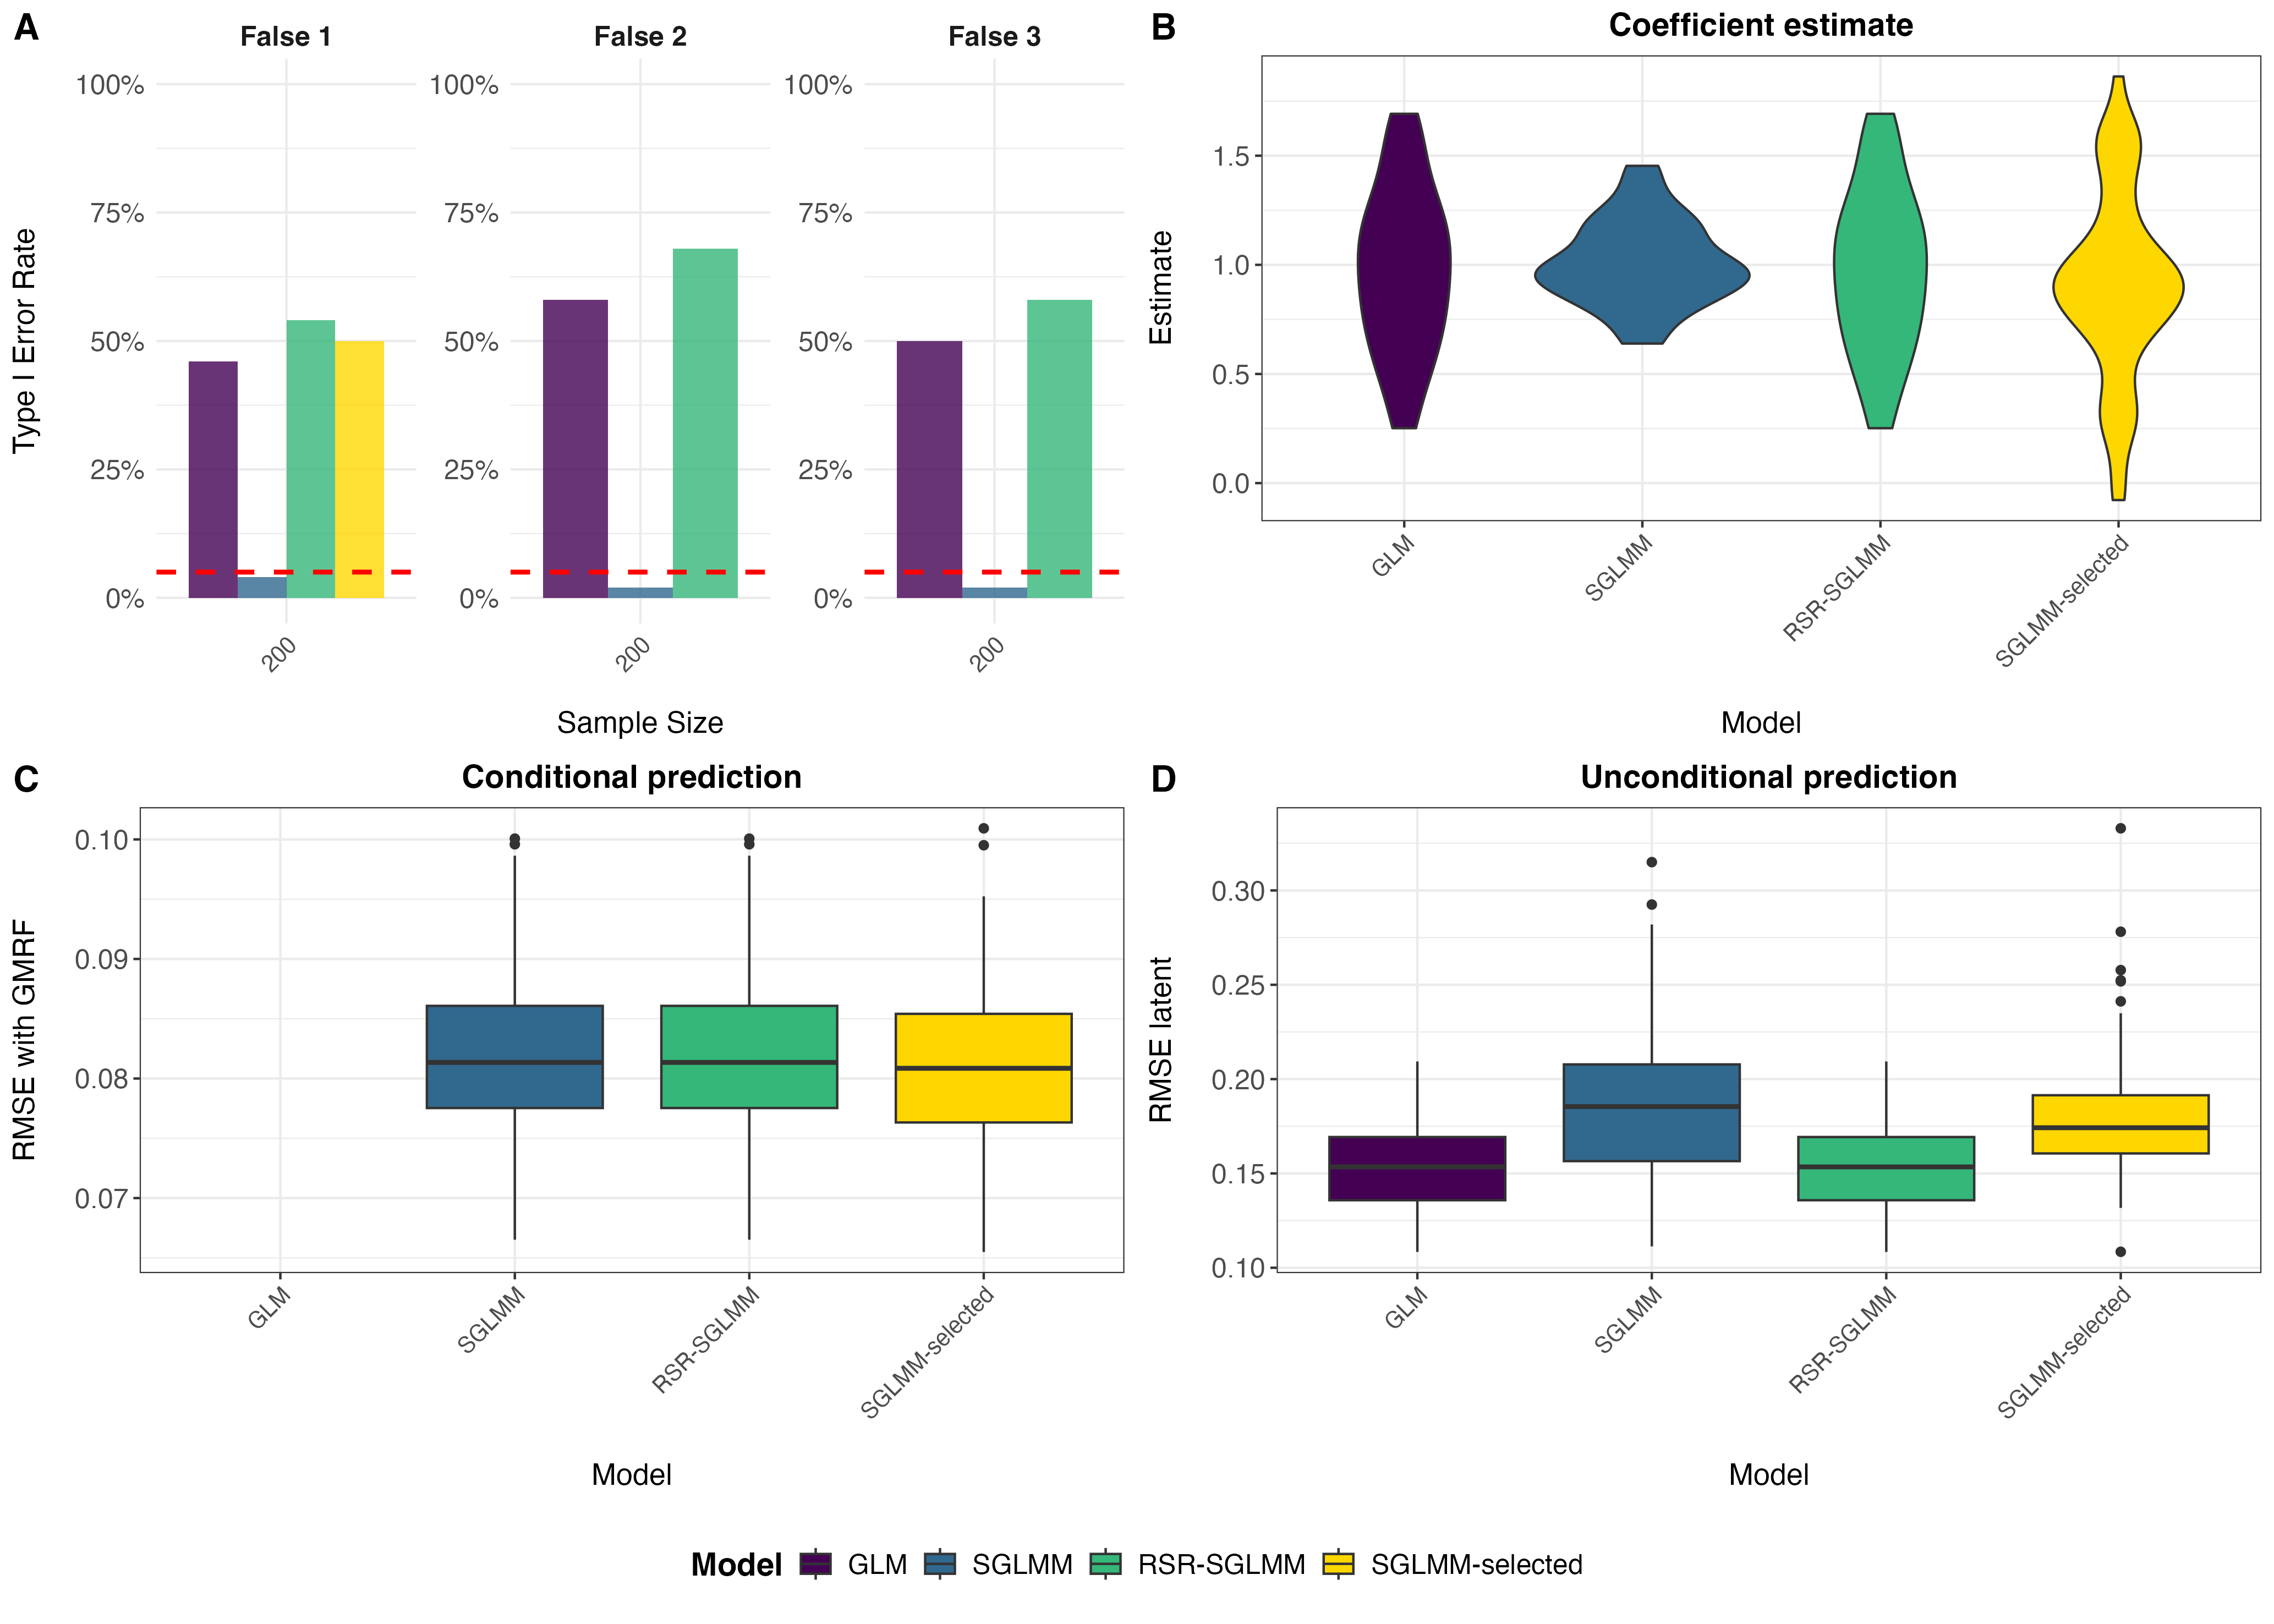 A
False 1
False 2
False 3
Type I Error Rate
100%
75%
50%
25%
0%
100%
75%
50%
25%
0%
100%
75%
50%
25%
0%
200
200
200
Sample Size
B
Coefficient estimate
Estimate
1.5
1.0
0.5
0.0
GLM
SGLMM
RSR-SGLMM
SGLMM-selected
Model
C
Conditional prediction
RMSE with GMRF
0.10
0.09
0.08
0.07
GLM
SGLMM
RSR-SGLMM
SGLMM-selected
Model
D
Unconditional prediction
RMSE latent
0.30
0.25
0.20
0.15
0.10
GLM
SGLMM
RSR-SGLMM
SGLMM-selected
Model
Model GLM SGLMM RSR-SGLMM SGLMM-selected